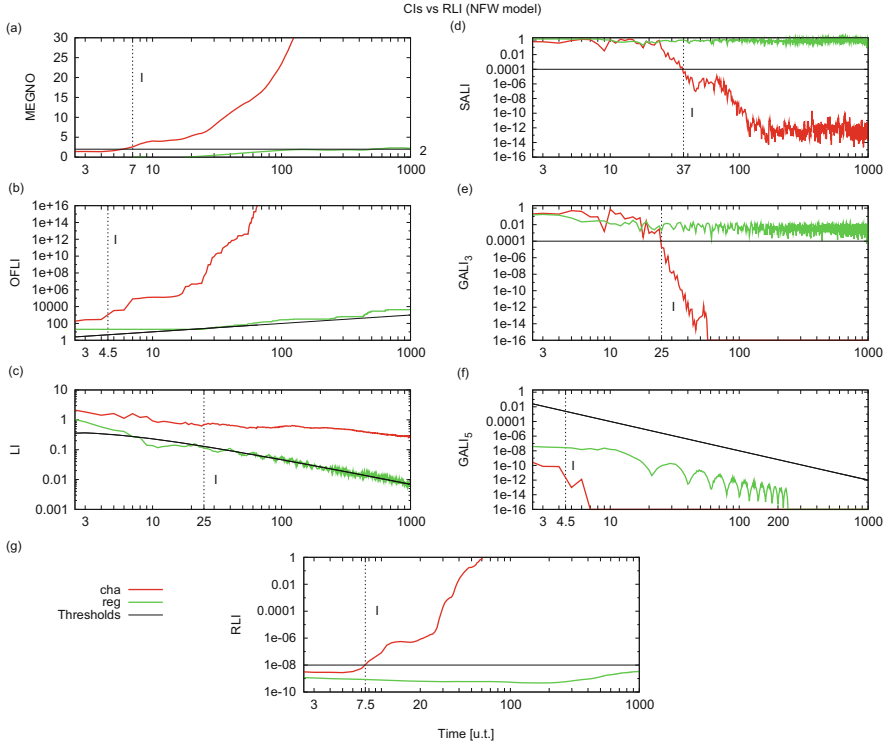 CIs vs RLI (NFW model)
(a)
MEGNO
30
25
20
15
10
5
0
I
2
3 7 10 100 1000
(b)
OFLI
1e+16
1e+14
1e+12
1e+10
1e+08
1e+06
10000
100
1
I
3 4.5 10 100 1000
(c)
LI
10
1
0.1
0.01
0.001
I
3 10 25 100 1000
(d)
SALI
1
0.01
0.0001
1e-06
1e-08
1e-10
1e-12
1e-14
1e-16
I
3 10 37 100 1000
(e)
GALI3
1
0.01
0.0001
1e-06
1e-08
1e-10
1e-12
1e-14
1e-16
I
3 10 25 100 1000
(f)
GALI5
1
0.01
0.0001
1e-06
1e-08
1e-10
1e-12
1e-14
1e-16
I
3 4.5 10 100 200 1000
(g)
cha
reg
Thresholds
RLI
1
0.01
0.0001
1e-06
1e-08
1e-10
I
3 7.5 10 20 100 1000
Time [u.t.]